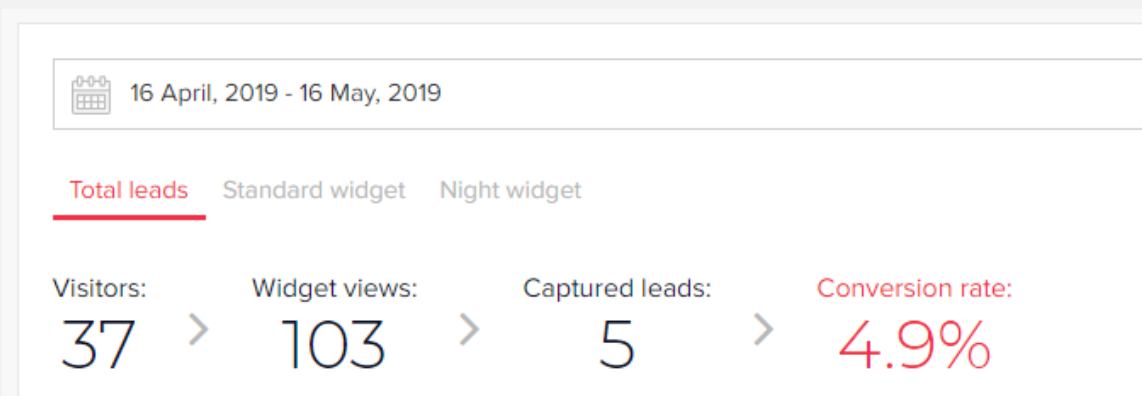 16 April, 2019 - 16 May, 2019
Total leads Standard widget Night widget
Visitors: Widget views: Captured leads: Conversion rate:
37 > 103 > 5 > 4.9%